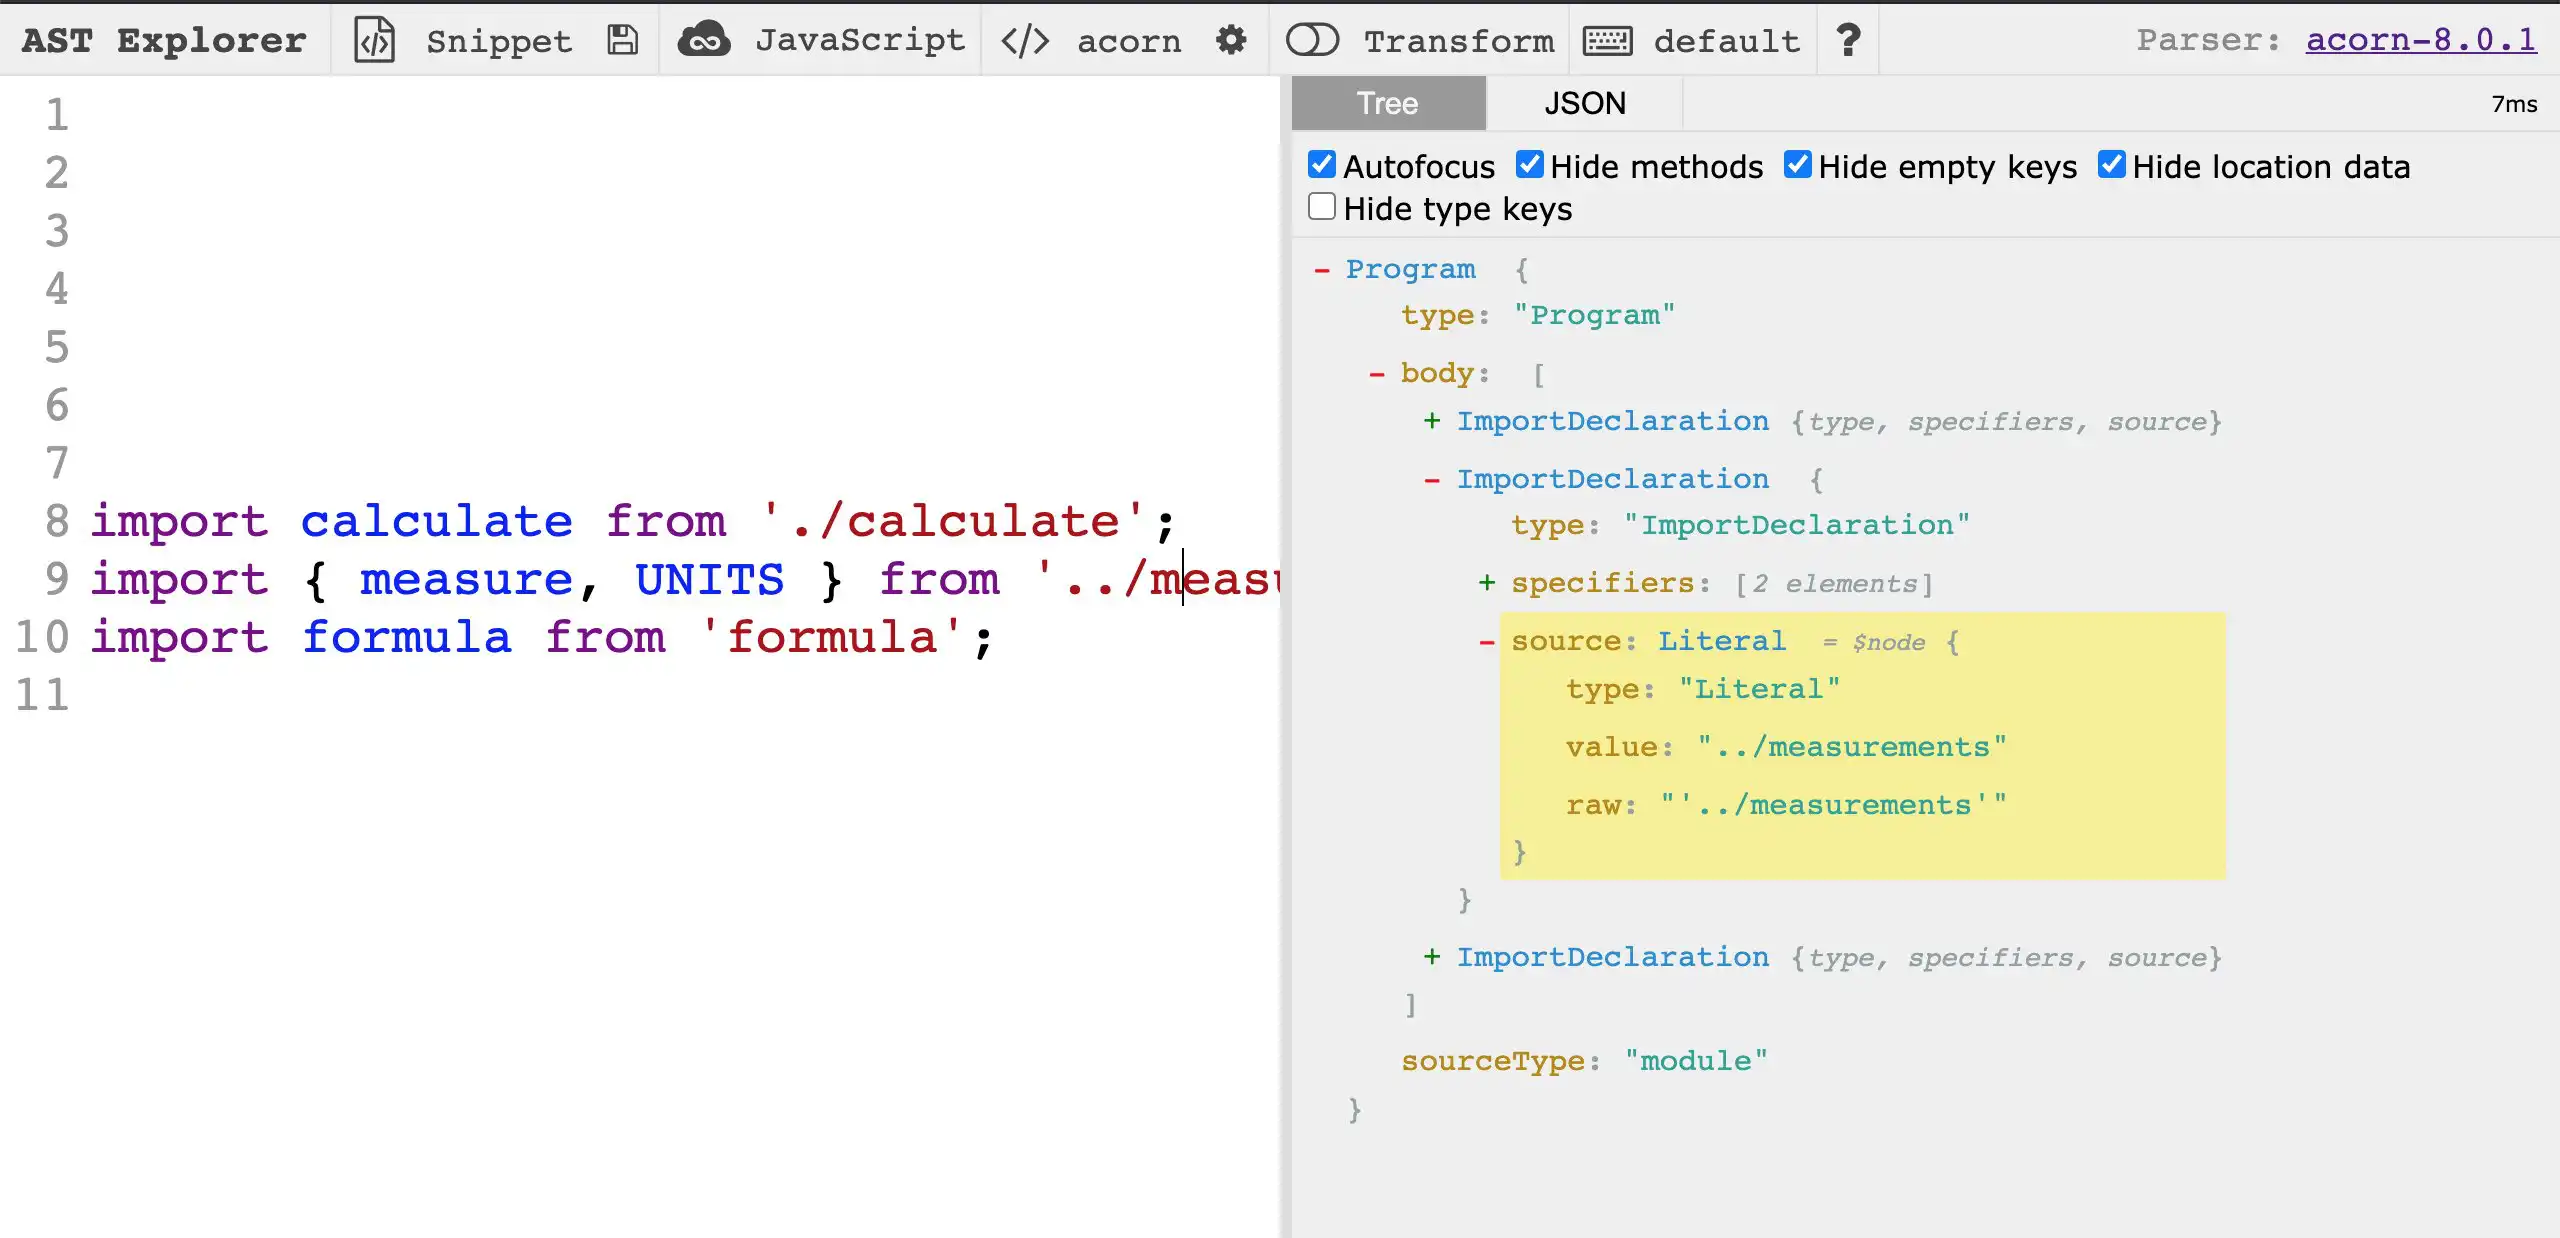 AST Explorer </> Snippet JavaScript </> acorn Transform default ? Parser: acorn-8.0.1
1
2
3
4
5
6
7
8 import calculate from './calculate';
9 import { measure, UNITS } from '../measu
10 import formula from 'formula';
11
Tree JSON 7ms
Autofocus Hide methods Hide empty keys Hide location data
Hide type keys
- Program {
type: "Program"
- body: [
+ ImportDeclaration {type, specifiers, source}
- ImportDeclaration {
type: "ImportDeclaration"
+ specifiers: [2 elements]
- source: Literal = $node {
type: "Literal"
value: "../measurements"
raw: "'../measurements'"
}
}
+ ImportDeclaration {type, specifiers, source}
]
sourceType: "module"
}